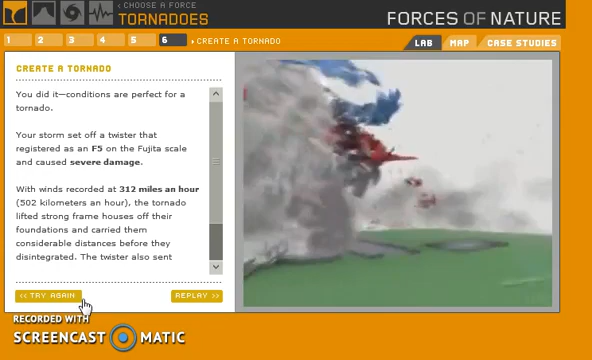 < CHOOSE A FORCE
TORNADOES
FORCES OF NATURE
1 2 3 4 5 6 CREATE A TORNADO
LAB MAP CASE STUDIES
CREATE A TORNADO
You did it—conditions are perfect for a
tornado.
Your storm set off a twister that
registered as an F5 on the Fujita scale
and caused severe damage.
With winds recorded at 312 miles an hour
(502 kilometers an hour), the tornado
lifted strong frame houses off their
foundations and carried them
considerable distances before they
disintegrated. The twister also sent
<< TRY AGAIN
REPLAY >>
RECORDED WITH
SCREENCAST MATIC